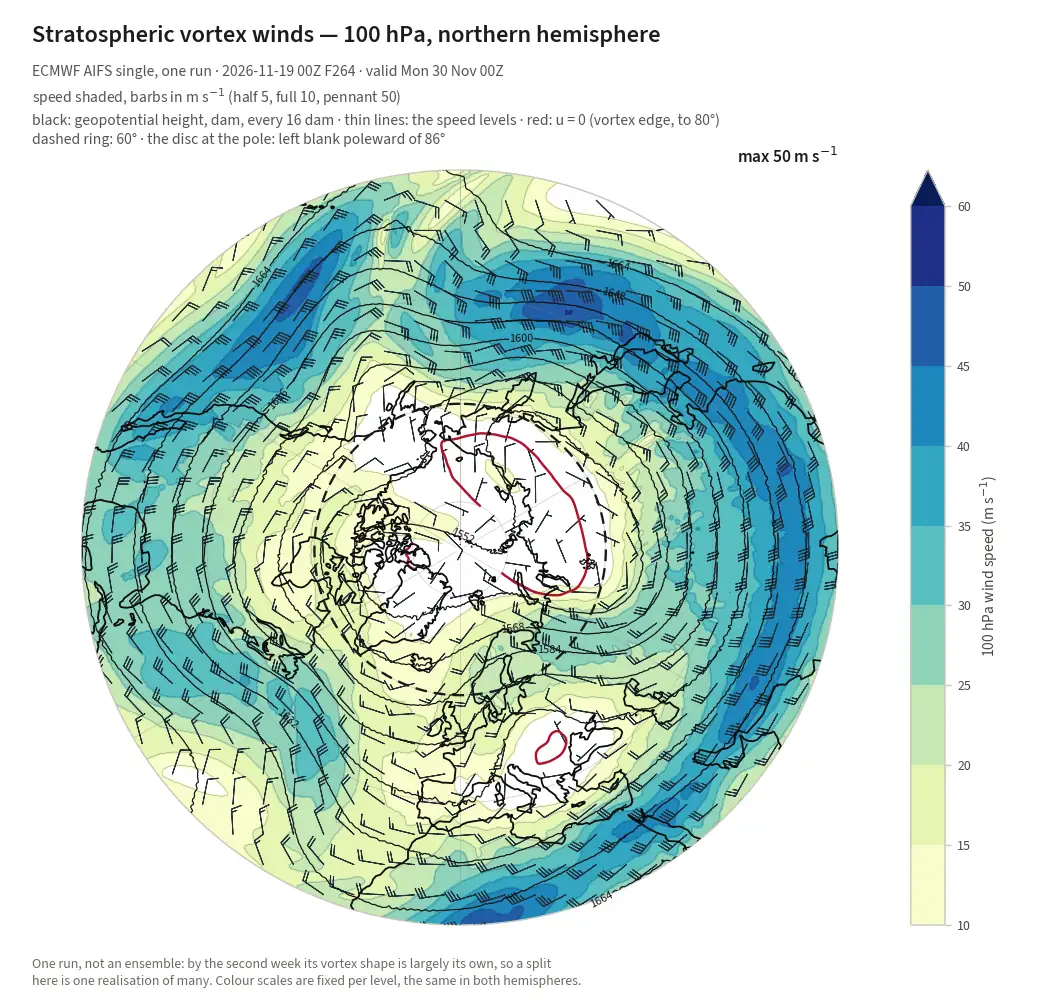 Stratospheric vortex winds — 100 hPa, northern hemisphere
ECMWF AIFS single, one run · 2026-11-19 00Z F264 · valid Mon 30 Nov 00Z
speed shaded, barbs in m s⁻¹ (half 5, full 10, pennant 50)
black: geopotential height, dam, every 16 dam · thin lines: the speed levels · red: u = 0 (vortex edge, to 80°)
dashed ring: 60° · the disc at the pole: left blank poleward of 86°
max 50 m s⁻¹
60
50
45
40
35
30
25
20
15
10
100 hPa wind speed (m s⁻¹)
1664
1664
1600
1552
1568
1584
1664
One run, not an ensemble: by the second week its vortex shape is largely its own, so a split
here is one realisation of many. Colour scales are fixed per level, the same in both hemispheres.